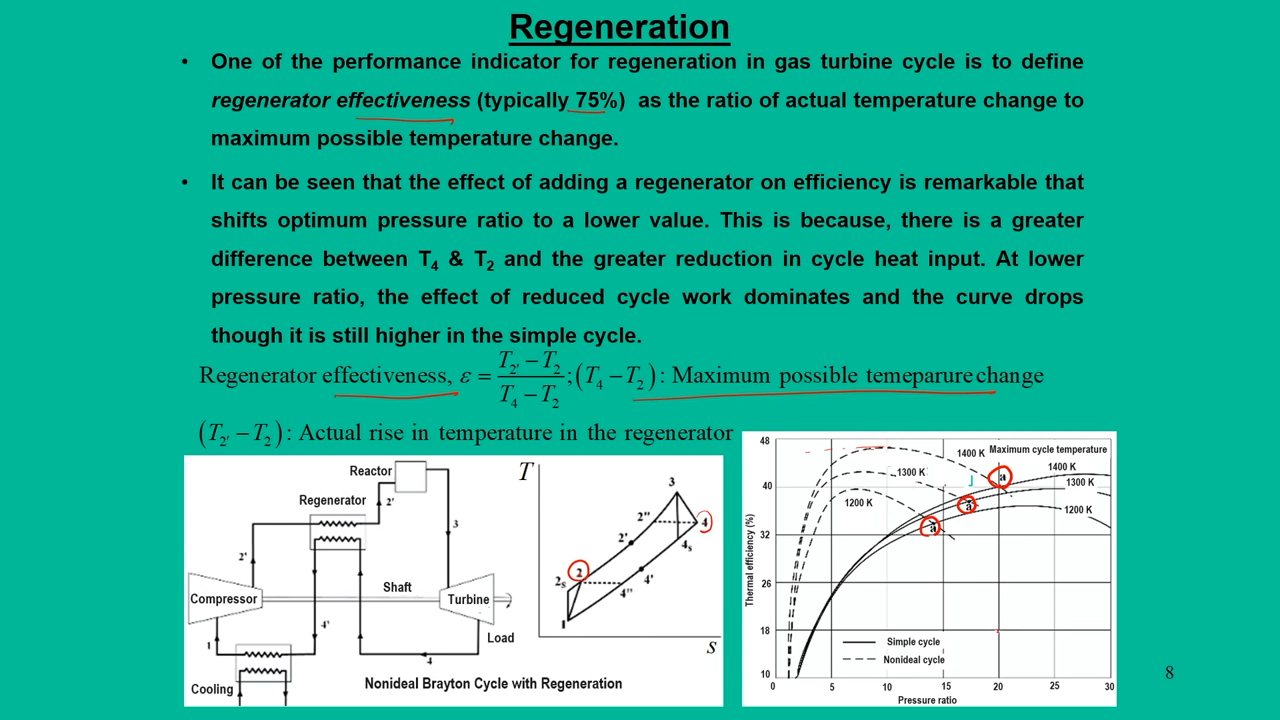 Regeneration
• One of the performance indicator for regeneration in gas turbine cycle is to define
regenerator effectiveness (typically 75%) as the ratio of actual temperature change to
maximum possible temperature change.
• It can be seen that the effect of adding a regenerator on efficiency is remarkable that
shifts optimum pressure ratio to a lower value. This is because, there is a greater
difference between T4 & T2 and the greater reduction in cycle heat input. At lower
pressure ratio, the effect of reduced cycle work dominates and the curve drops
though it is still higher in the simple cycle.
Regenerator effectiveness, ε = (T2' − T2)/(T4 − T2); (T4 − T2): Maximum possible temeparure change
(T2' − T2): Actual rise in temperature in the regenerator
Reactor
Regenerator
2'
3
2'
Compressor
Shaft
Turbine
4'
1
Load
4
Cooling
Nonideal Brayton Cycle with Regeneration
T
3
2''
4
2'
4s
2s
2
4'
4''
1
S
48
40
32
26
18
10
0
5
10
15
20
25
30
Thermal efficiency (%)
Pressure ratio
Maximum cycle temperature
1400 K
1300 K
1200 K
1400 K
1300 K
1200 K
a
a
a
Simple cycle
Nonideal cycle
8